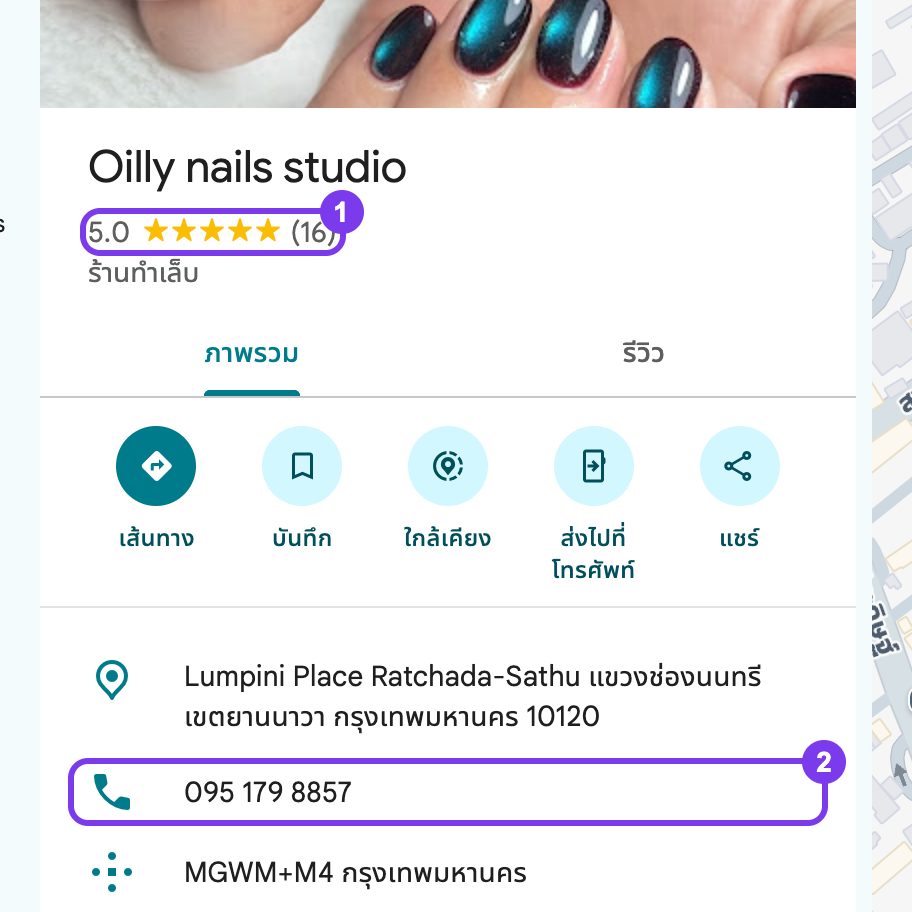 Oilly nails studio
1
5.0 (16)
ร้านทำเล็บ
ภาพรวม รีวิว
เส้นทาง บันทึก ใกล้เคียง ส่งไปที่ แชร์
โทรศัพท์
Lumpini Place Ratchada-Sathu แขวงช่องนนทรี
เขตยานนาวา กรุงเทพมหานคร 10120
2
095 179 8857
MGWM+M4 กรุงเทพมหานคร